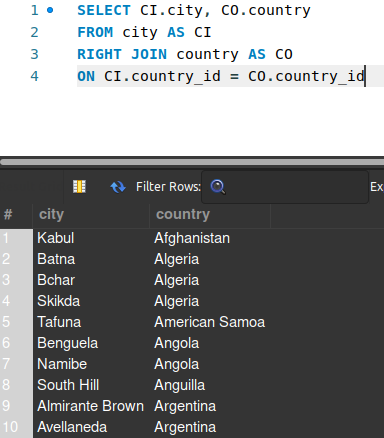 1 SELECT CI.city, CO.country
2 FROM city AS CI
3 RIGHT JOIN country AS CO
4 ON CI.country_id = CO.country_id
Filter Rows: Ex
# city country
1 Kabul Afghanistan
2 Batna Algeria
3 Bchar Algeria
4 Skikda Algeria
5 Tafuna American Samoa
6 Benguela Angola
7 Namibe Angola
8 South Hill Anguilla
9 Almirante Brown Argentina
10 Avellaneda Argentina